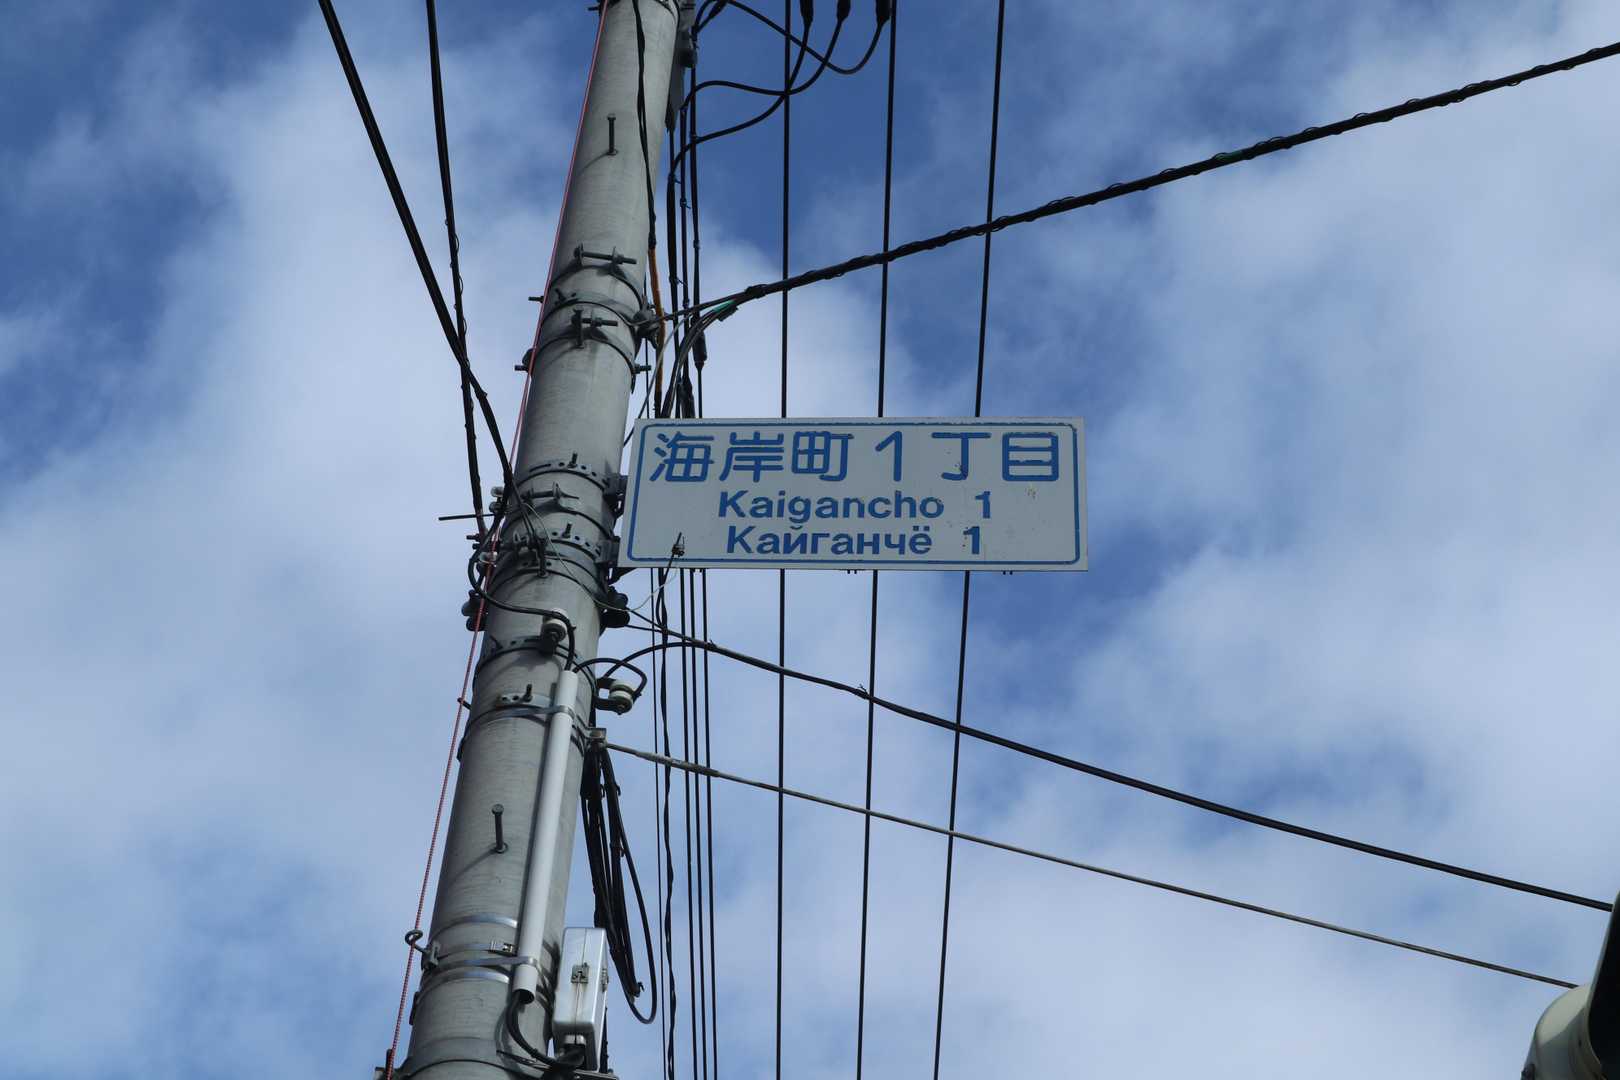 海岸町1丁目
Kaigancho 1
Кайганчё 1